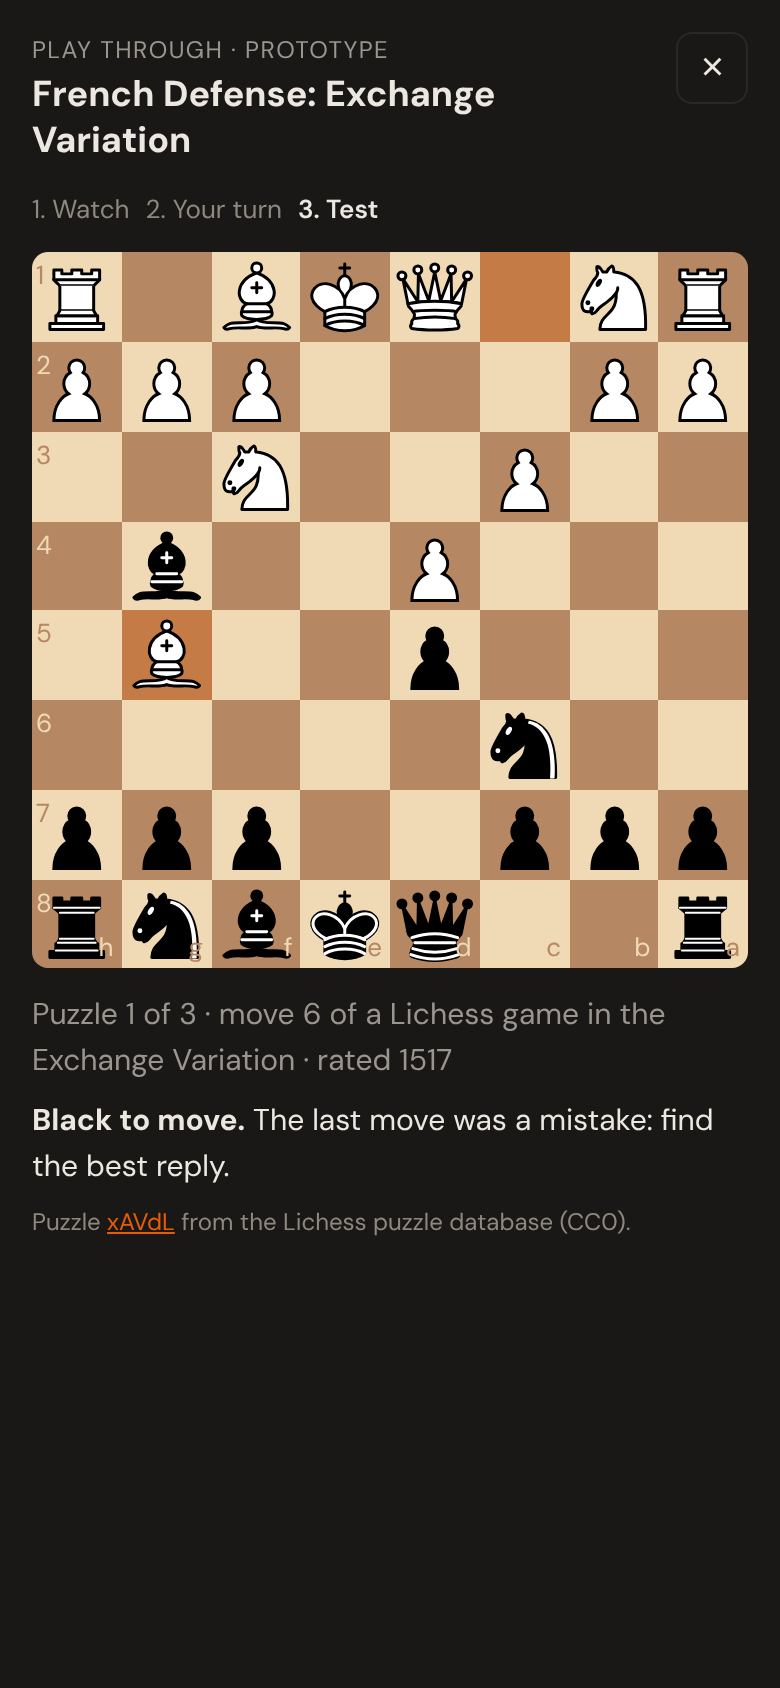 PLAY THROUGH · PROTOTYPE
French Defense: Exchange
Variation
×
1. Watch 2. Your turn 3. Test
1
2
3
4
5
6
7
8
h g f e d c b a
Puzzle 1 of 3 · move 6 of a Lichess game in the
Exchange Variation · rated 1517
Black to move. The last move was a mistake: find
the best reply.
Puzzle xAVdL from the Lichess puzzle database (CC0).